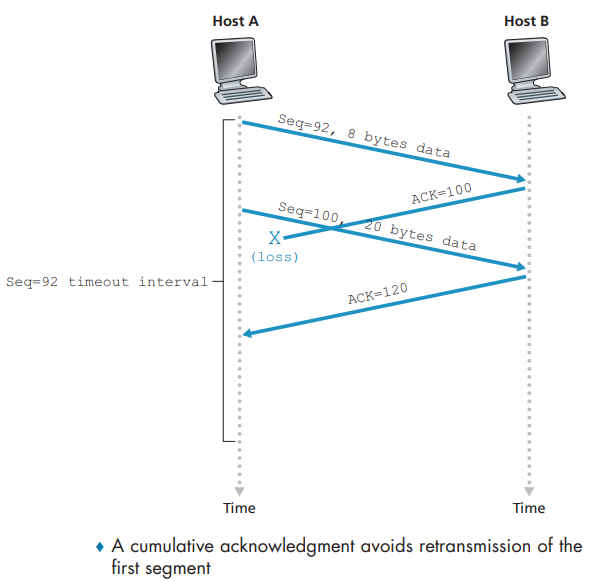 Host A
Host B
Seq=92, 8 bytes data
ACK=100
Seq=100, 20 bytes data
X
(loss)
Seq=92 timeout interval
ACK=120
Time
Time
♦ A cumulative acknowledgment avoids retransmission of the
first segment